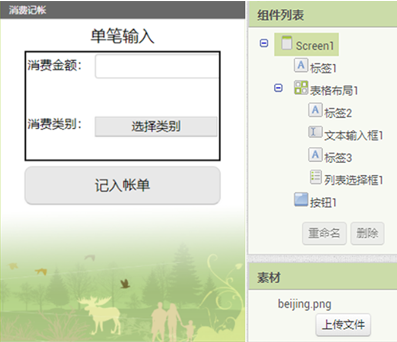 消费记帐
单笔输入
消费金额：
消费类别：
选择类别
记入帐单
组件列表
Screen1
标签1
表格布局1
标签2
文本输入框1
标签3
列表选择框1
按钮1
重命名 删除
素材
beijing.png
上传文件